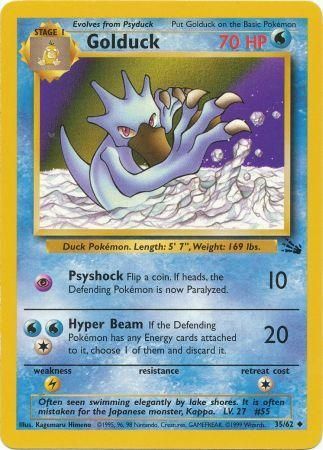 STAGE 1
Evolves from Psyduck
Put Golduck on the Basic Pokémon
Golduck
70 HP
Duck Pokémon. Length: 5' 7", Weight: 169 lbs.
Psyshock Flip a coin. If heads, the
Defending Pokémon is now Paralyzed.
10
Hyper Beam If the Defending
Pokémon has any Energy cards attached
to it, choose 1 of them and discard it.
20
weakness
resistance
retreat cost
Often seen swimming elegantly by lake shores. It is often
mistaken for the Japanese monster, Kappa. LV. 27 #55
Illus. Kagemaru Himeno
©1995, 96, 98 Nintendo, Creatures, GAMEFREAK. ©1999 Wizards.
35/62